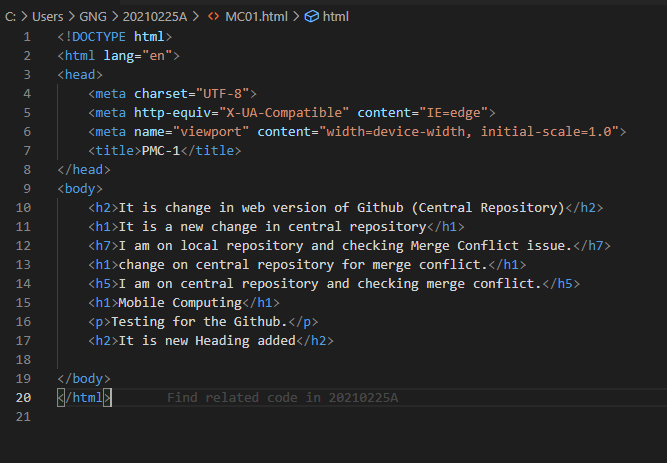 C: > Users > GNG > 20210225A > <> MC01.html > html
1 <!DOCTYPE html>
2 <html lang="en">
3 <head>
4     <meta charset="UTF-8">
5     <meta http-equiv="X-UA-Compatible" content="IE=edge">
6     <meta name="viewport" content="width=device-width, initial-scale=1.0">
7     <title>PMC-1</title>
8 </head>
9 <body>
10     <h2>It is change in web version of Github (Central Repository)</h2>
11     <h1>It is a new change in central repository</h1>
12     <h7>I am on local repository and checking Merge Conflict issue.</h7>
13     <h1>change on central repository for merge conflict.</h1>
14     <h5>I am on central repository and checking merge conflict.</h5>
15     <h1>Mobile Computing</h1>
16     <p>Testing for the Github.</p>
17     <h2>It is new Heading added</h2>
18
19 </body>
20 </html>     Find related code in 20210225A
21